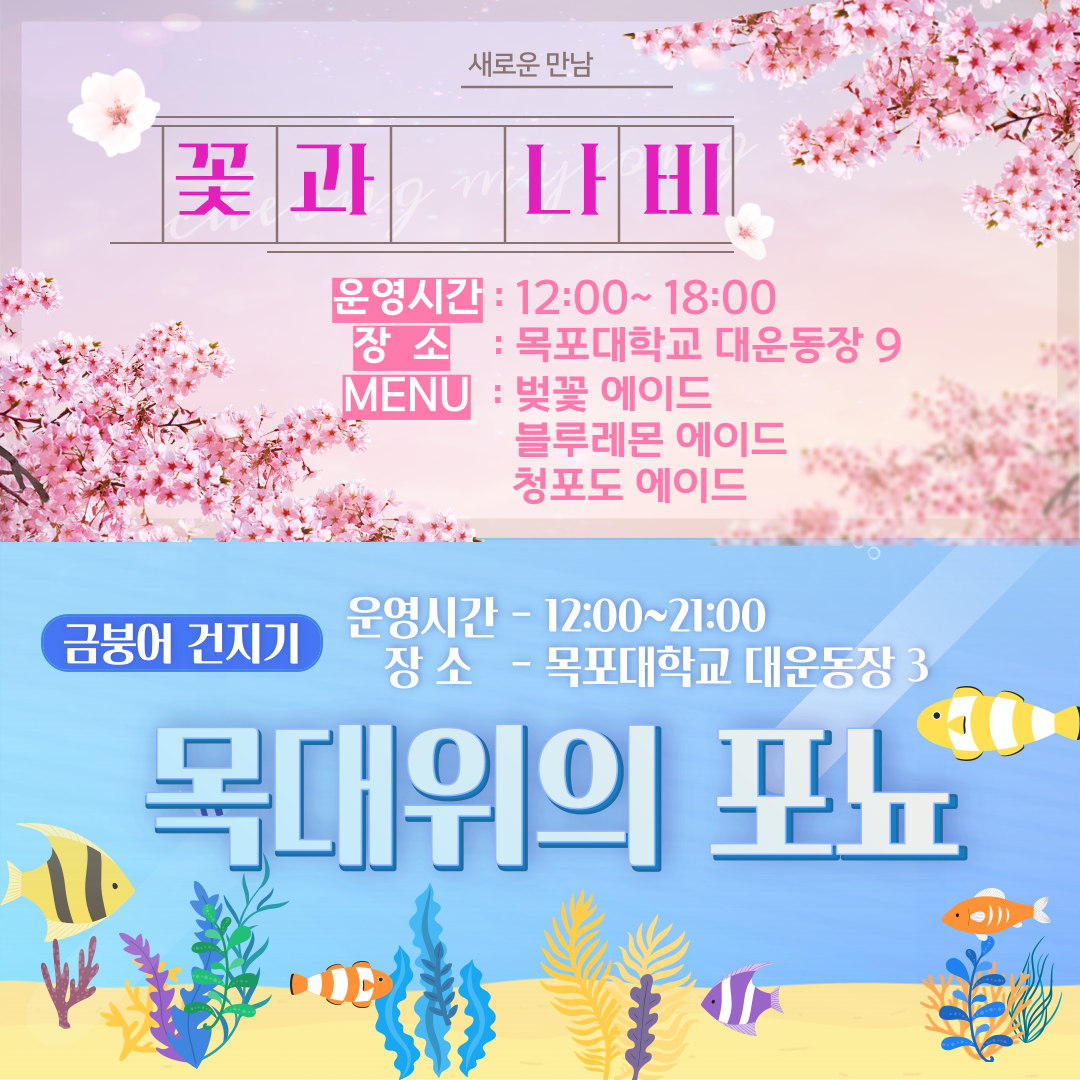 새로운 만남
꽃과 나비
운영시간 : 12:00~ 18:00
장 소 : 목포대학교 대운동장 9
MENU : 벚꽃 에이드
블루레몬 에이드
청포도 에이드
금붕어 건지기
운영시간 - 12:00~21:00
장 소 - 목포대학교 대운동장 3
목대위의 포뇨